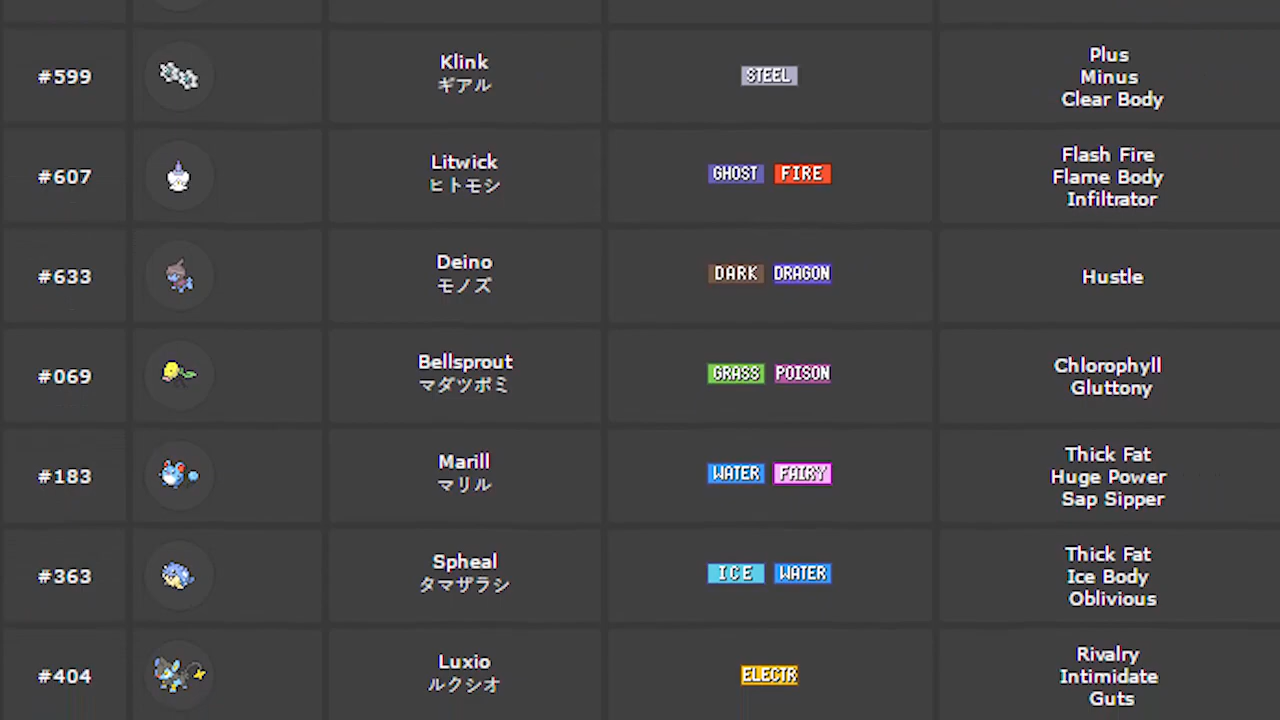 #599
Klink
ギアル
STEEL
Plus
Minus
Clear Body
#607
Litwick
ヒトモシ
GHOST FIRE
Flash Fire
Flame Body
Infiltrator
#633
Deino
モノズ
DARK DRAGON
Hustle
#069
Bellsprout
マダツボミ
GRASS POISON
Chlorophyll
Gluttony
#183
Marill
マリル
WATER FAIRY
Thick Fat
Huge Power
Sap Sipper
#363
Spheal
タマザラシ
ICE WATER
Thick Fat
Ice Body
Oblivious
#404
Luxio
ルクシオ
ELECTR
Rivalry
Intimidate
Guts